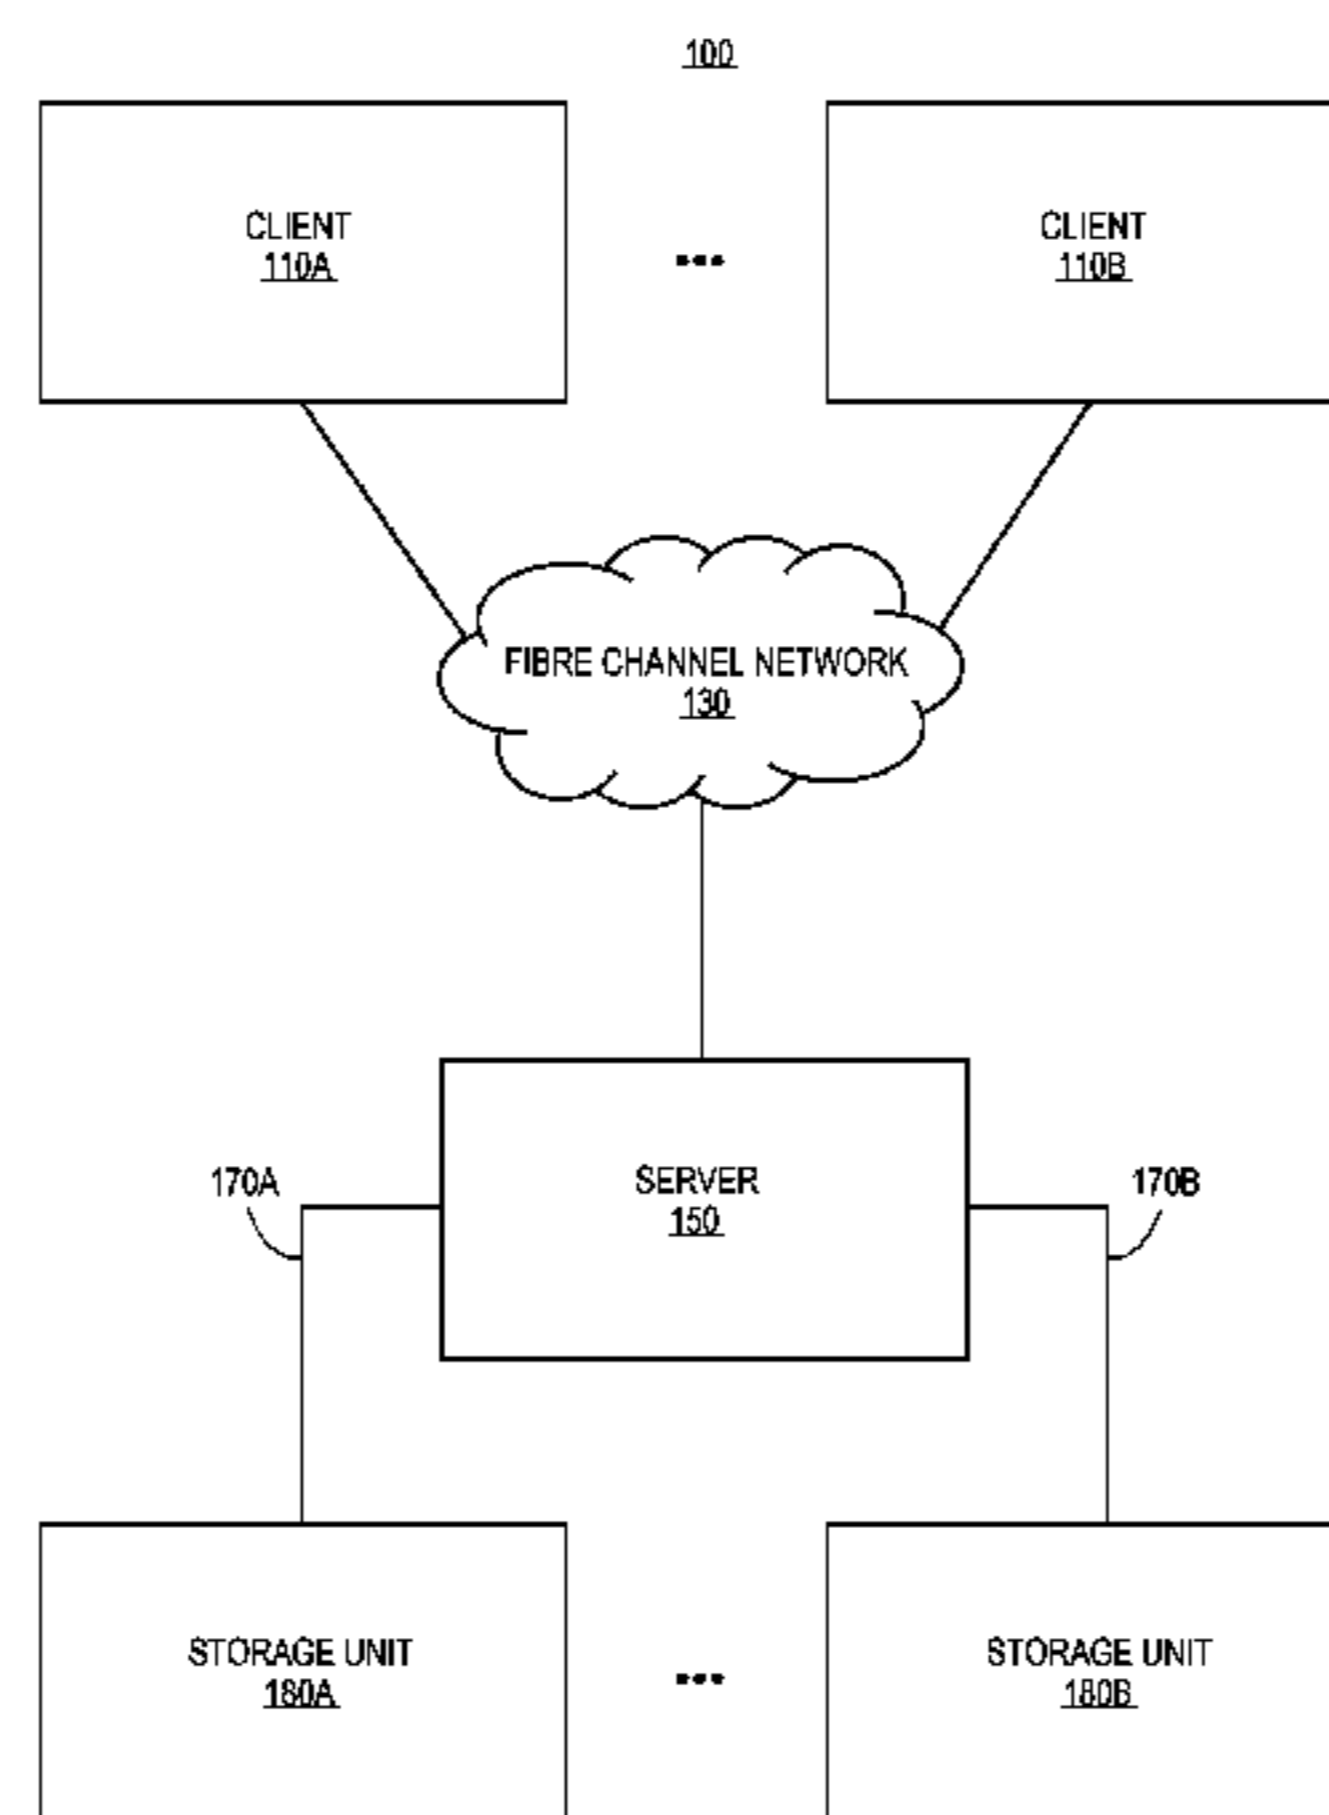 100
CLIENT
110A
...
CLIENT
110B
FIBRE CHANNEL NETWORK
130
170A
SERVER
150
170B
STORAGE UNIT
180A
...
STORAGE UNIT
180B